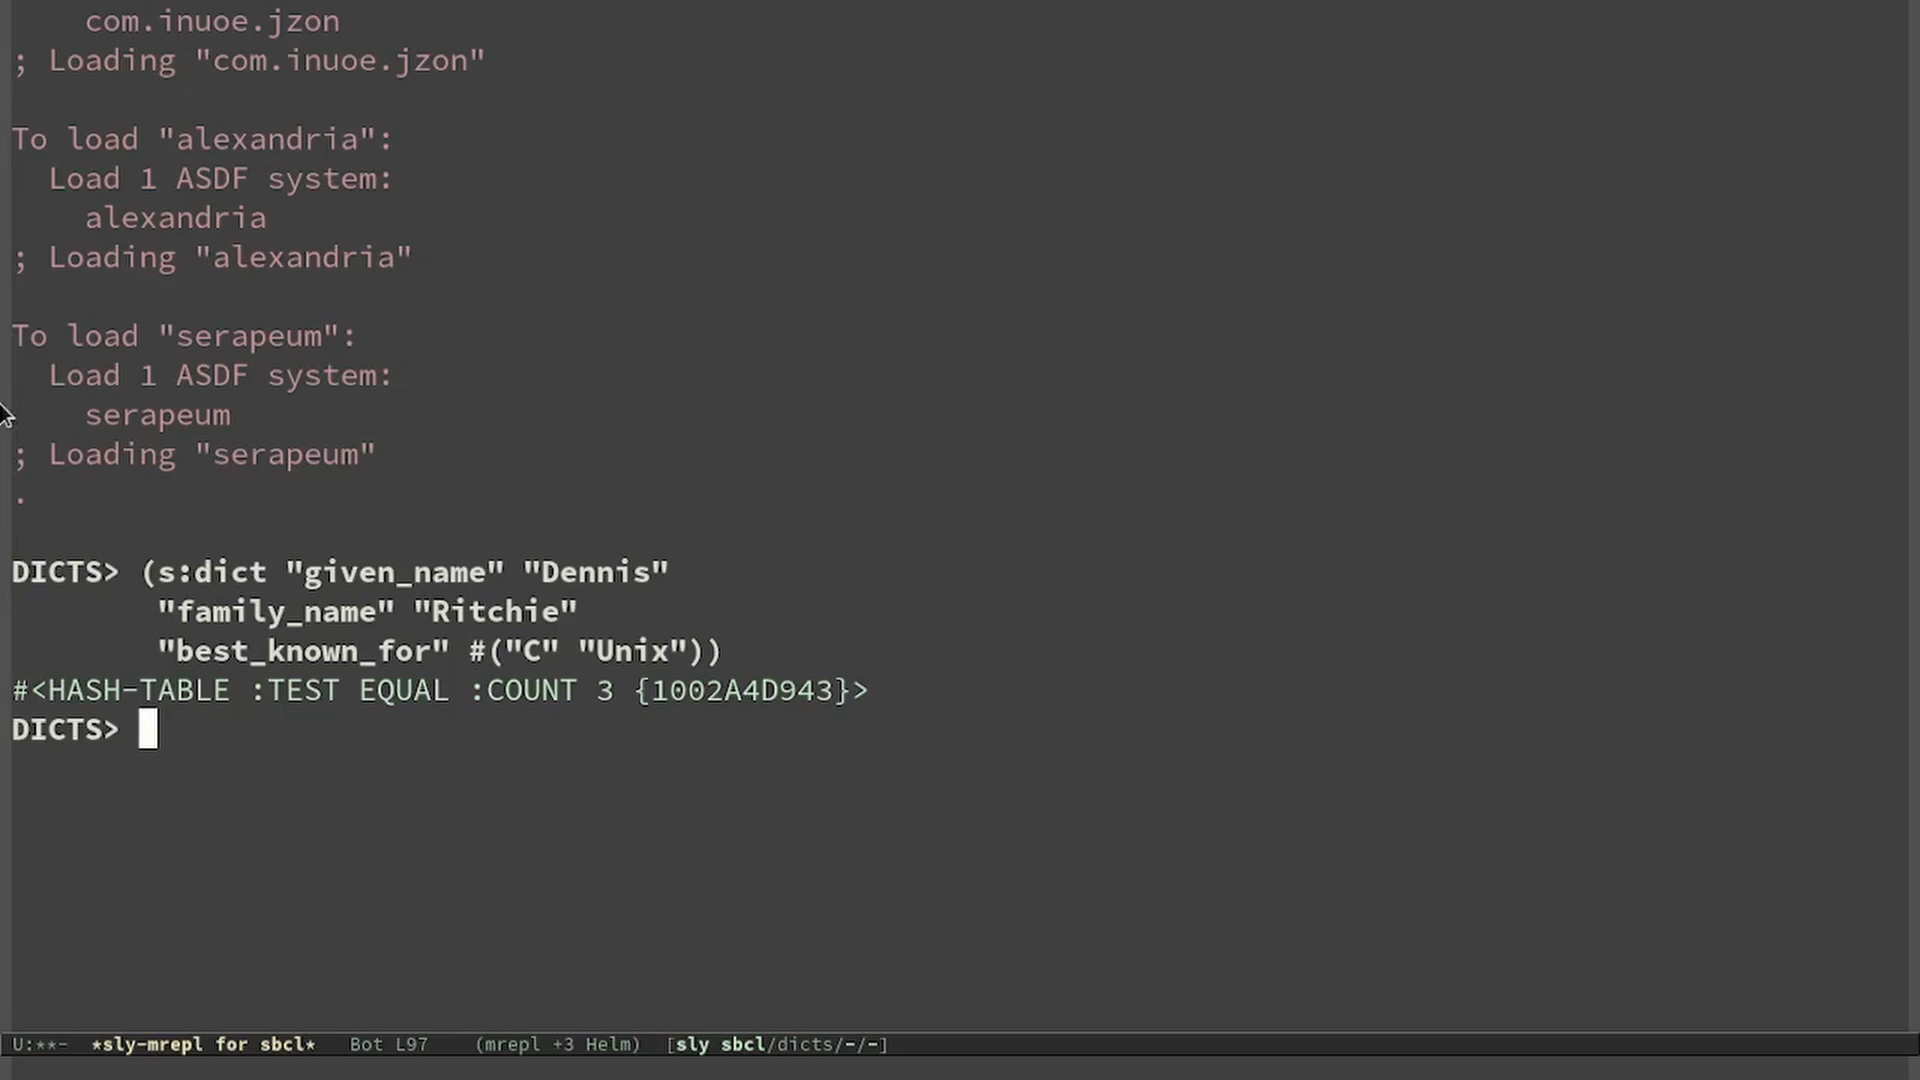 com.inuoe.jzon
; Loading "com.inuoe.jzon"
To load "alexandria":
Load 1 ASDF system:
alexandria
; Loading "alexandria"
To load "serapeum":
Load 1 ASDF system:
serapeum
; Loading "serapeum"
.
DICTS> (s:dict "given_name" "Dennis"
"family_name" "Ritchie"
"best_known_for" #("C" "Unix"))
#<HASH-TABLE :TEST EQUAL :COUNT 3 {1002A4D943}>
DICTS>
U:**-  *sly-mrepl for sbcl*   Bot L97    (mrepl +3 Helm)  [sly sbcl/dicts/-/-]